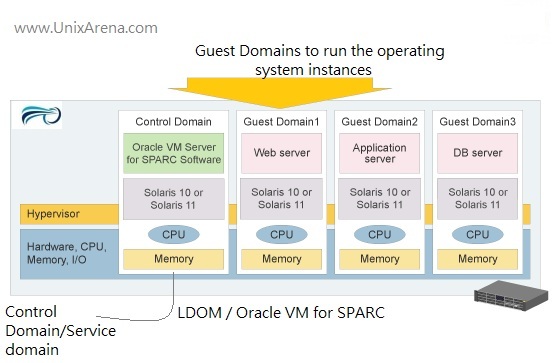 www.UnixArena.com
Guest Domains to run the operating
system instances
Control Domain
Guest Domain1
Guest Domain2
Guest Domain3
Oracle VM Server
for SPARC Software
Web server
Application
server
DB server
Solaris 10 or
Solaris 11
Solaris 10 or
Solaris 11
Solaris 10 or
Solaris 11
Solaris 10 or
Solaris 11
Hypervisor
Hardware, CPU,
Memory, I/O
CPU
CPU
CPU
CPU
Memory
Memory
Memory
Memory
Control
Domain/Service
domain
LDOM / Oracle VM for SPARC